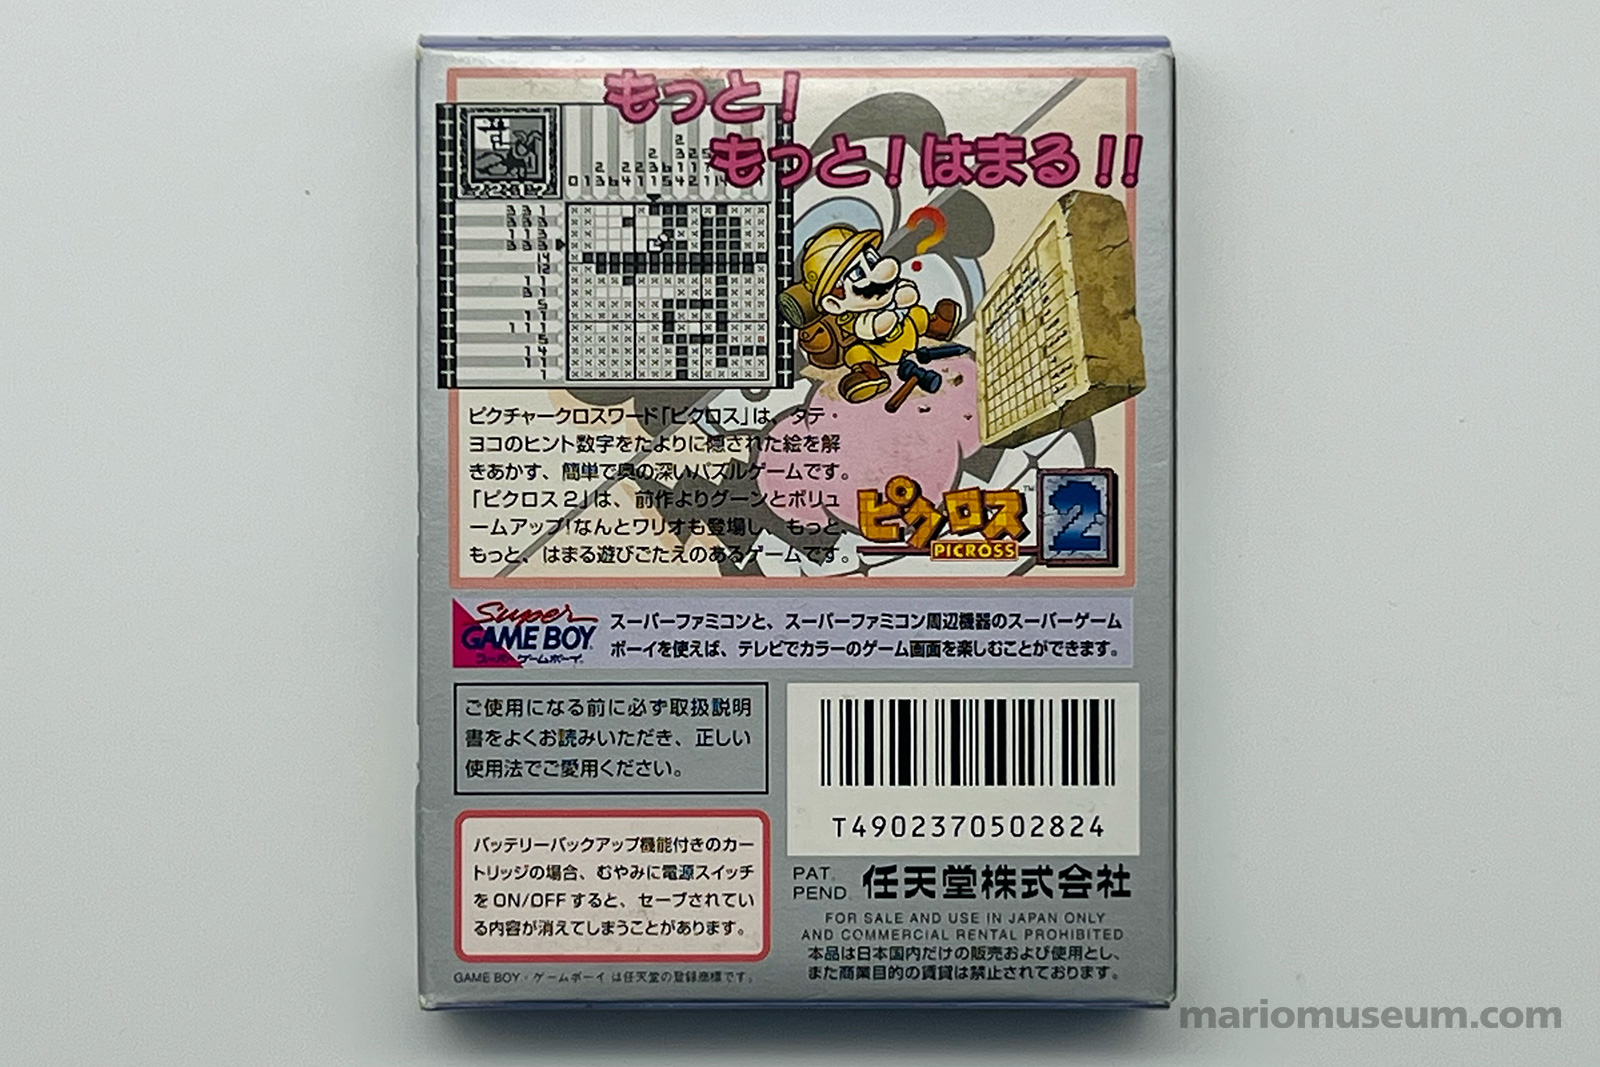 もっと!
もっと!はまる!!
ピクチャークロスワード「ピクロス」は、タテ・
ヨコのヒント数字をたよりに隠された絵を解
きあかす、簡単で奥の深いパズルゲームです。
「ピクロス2」は、前作よりグーンとボリュ
ームアップ!なんとワリオも登場し、もっと、
もっと、はまる遊びごたえのあるゲームです。
ピクロス™ 2
PICROSS
Super
GAME BOY
スーパーゲームボーイ
スーパーファミコンと、スーパーファミコン周辺機器のスーパーゲーム
ボーイを使えば、テレビでカラーのゲーム画面を楽しむことができます。
ご使用になる前に必ず取扱説明
書をよくお読みいただき、正しい
使用法でご愛用ください。
T4902370502824
バッテリーバックアップ機能付きのカー
トリッジの場合、むやみに電源スイッチ
をON/OFFすると、セーブされてい
る内容が消えてしまうことがあります。
PAT.
PEND. 任天堂株式会社
FOR SALE AND USE IN JAPAN ONLY
AND COMMERCIAL RENTAL PROHIBITED
本品は日本国内だけの販売および使用とし、
また商業目的の賃貸は禁止されております。
GAME BOY・ゲームボーイは任天堂の登録商標です。
mariomuseum.com